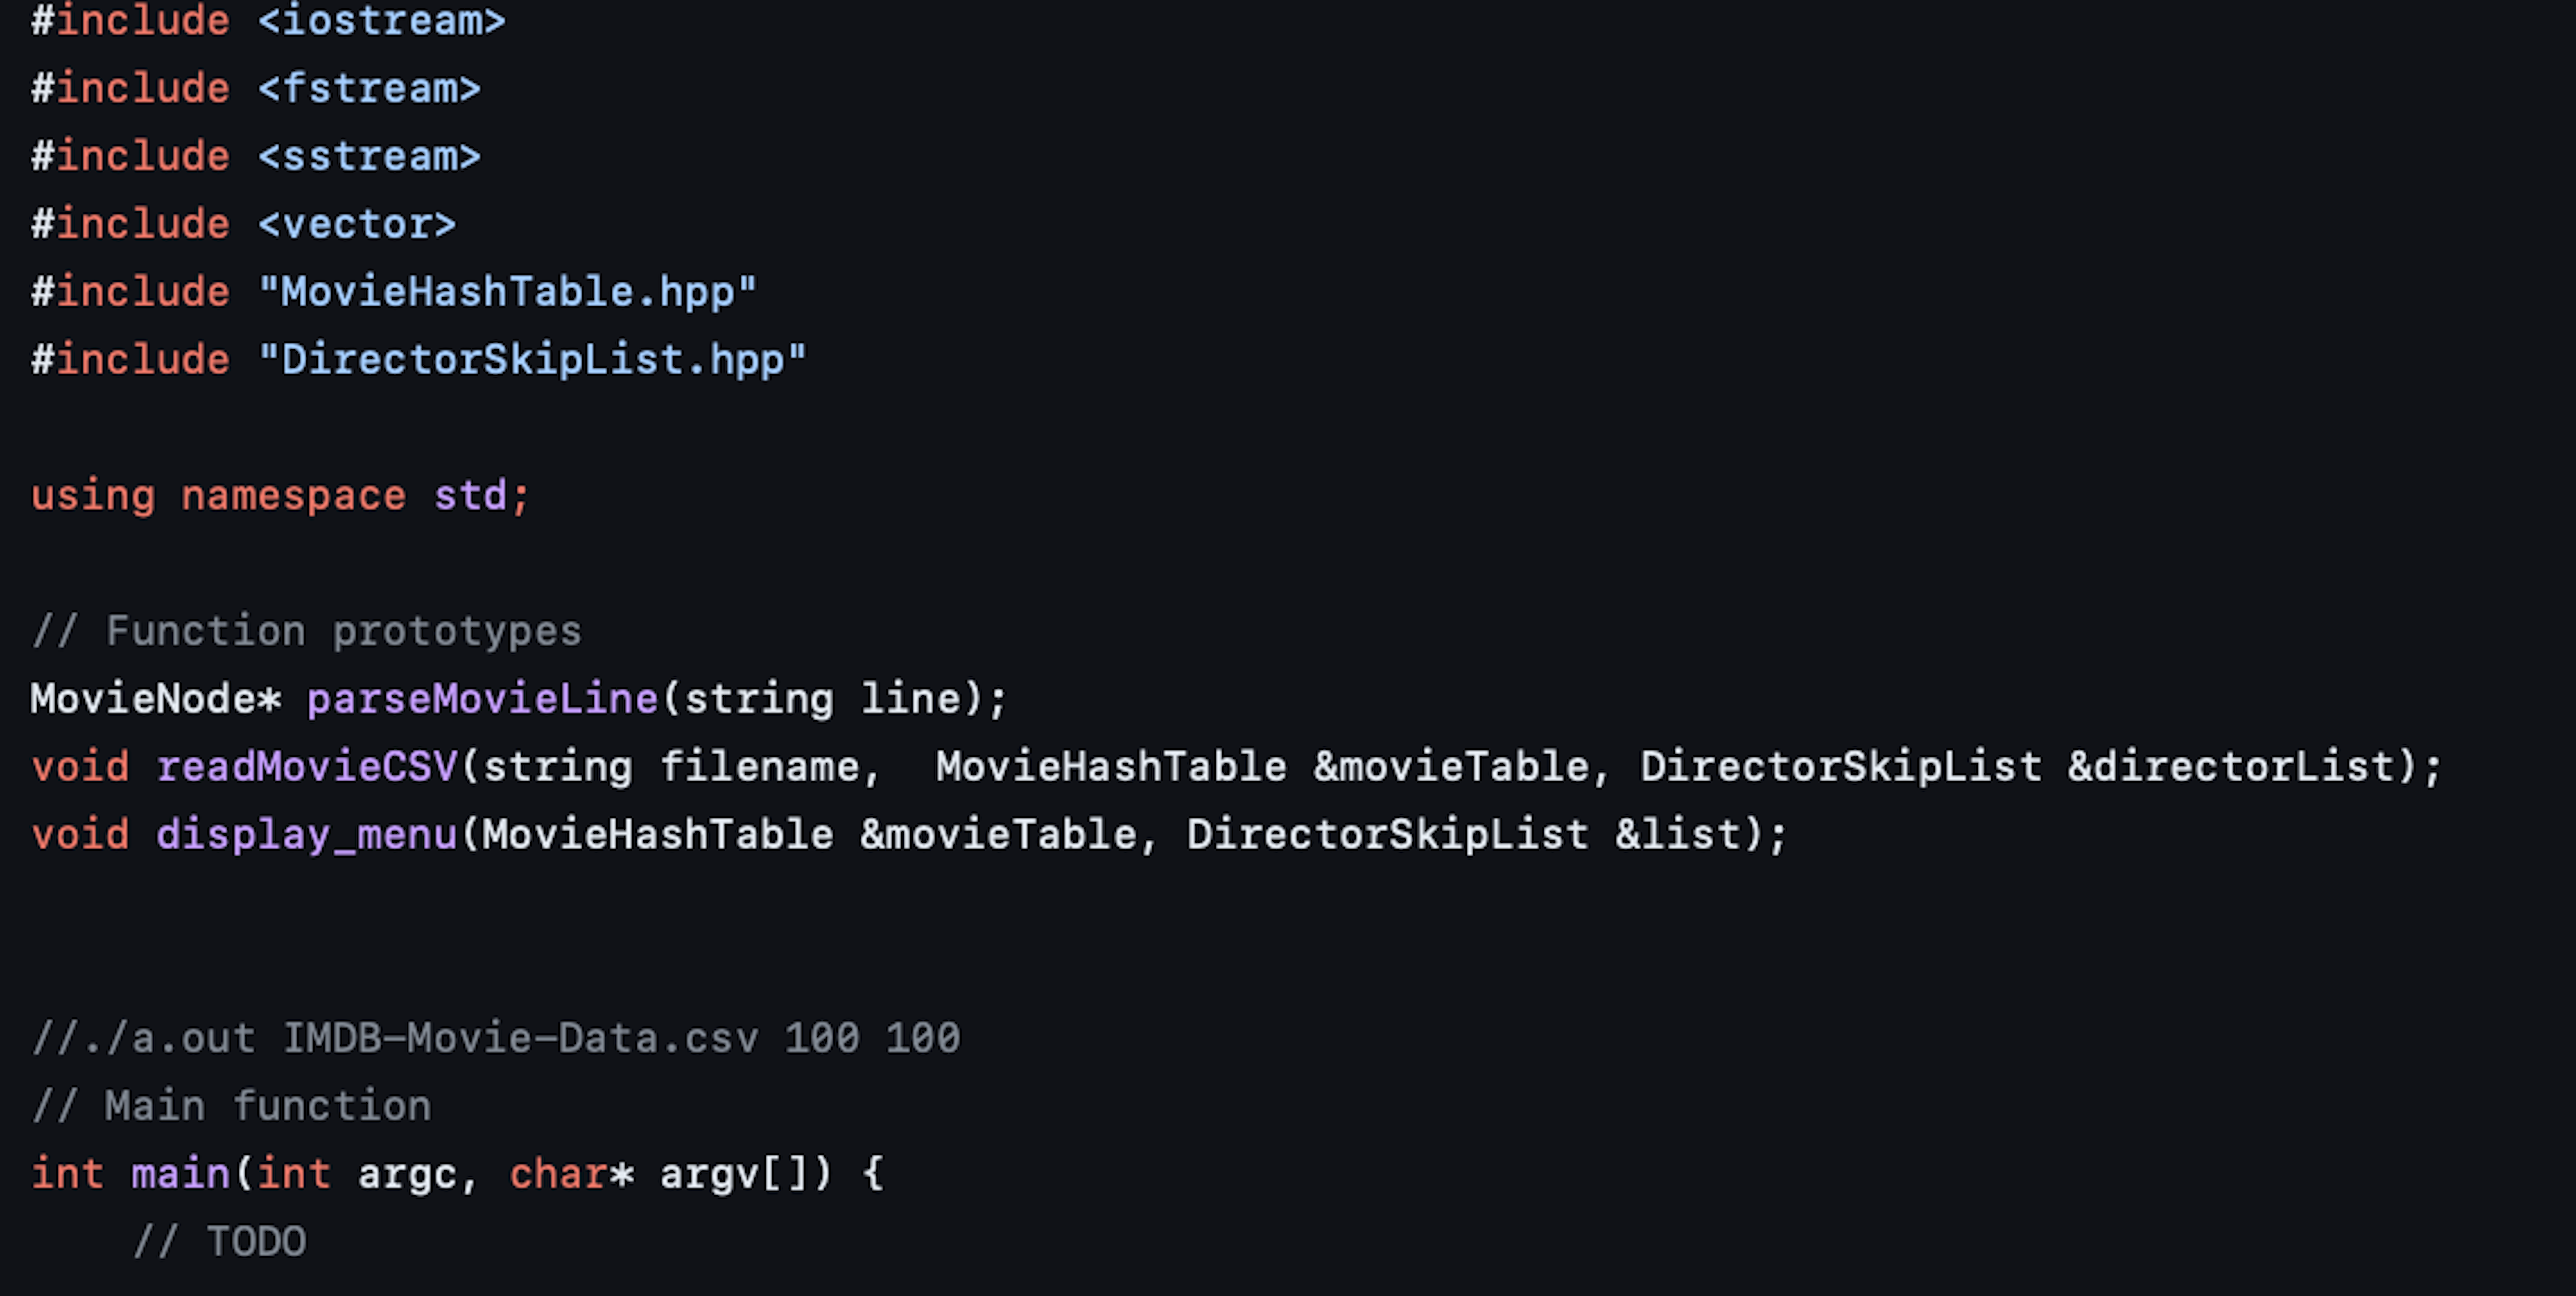 #include <iostream>
#include <fstream>
#include <sstream>
#include <vector>
#include "MovieHashTable.hpp"
#include "DirectorSkipList.hpp"
using namespace std;
// Function prototypes
MovieNode* parseMovieLine(string line);
void readMovieCSV(string filename,  MovieHashTable &movieTable, DirectorSkipList &directorList);
void display_menu(MovieHashTable &movieTable, DirectorSkipList &list);
//./a.out IMDB-Movie-Data.csv 100 100
// Main function
int main(int argc, char* argv[]) {
    // TODO